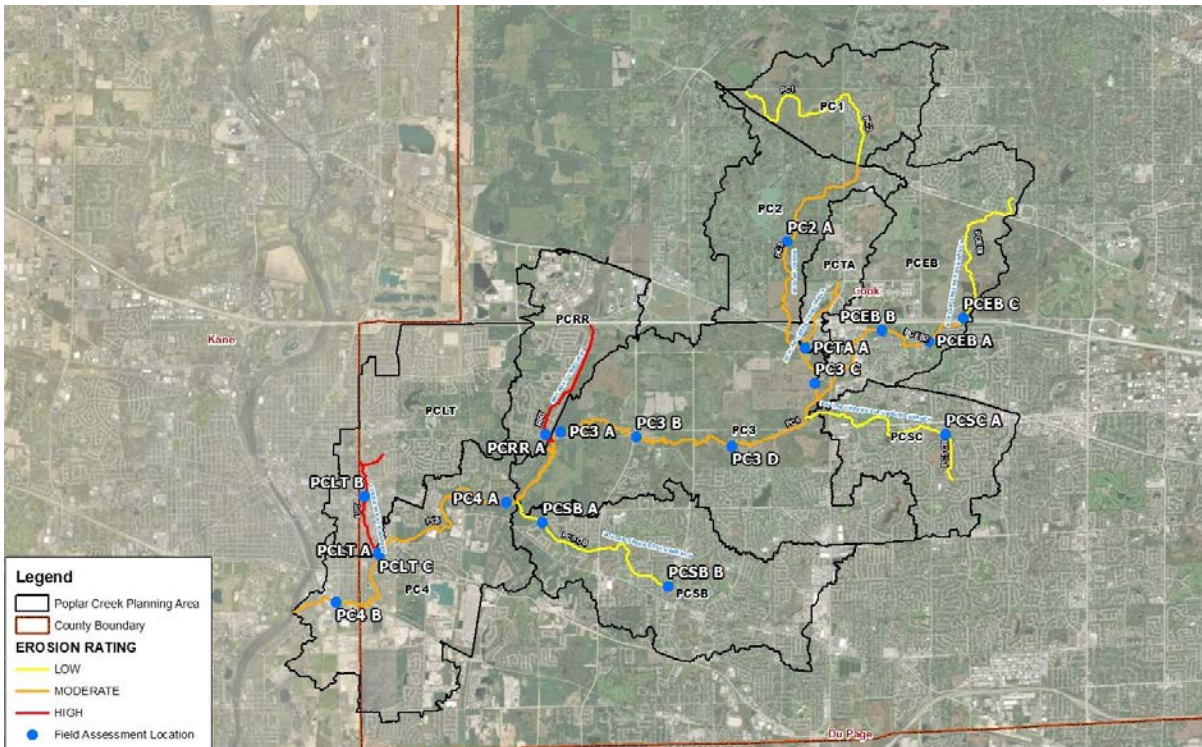 PC1
PC1
PC2
PC2 A
PCTA
PCEB
Cook
PCEB C
PCEB B
PCEB2
PCEB A
PCRR
Kane
PCTA A
PC3 C
PCLT
PC3 A
PC3 B
PC3
PC3 D
PCSC A
PCSC
PCRR A
PCLT B
PC4 A
PCSB A
PCLT A
PCLT C
PC4
PC4 B
PCSB B
PCSB
Legend
Poplar Creek Planning Area
County Boundary
EROSION RATING
LOW
MODERATE
HIGH
Field Assessment Location
Du Page